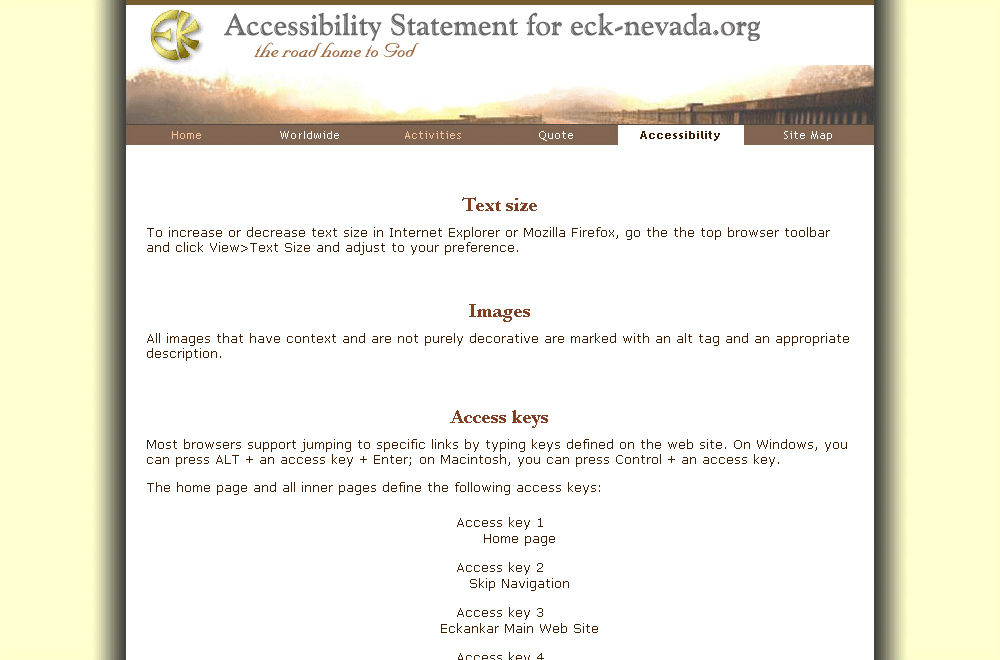 EK
Accessibility Statement for eck-nevada.org
the road home to God
Home Worldwide Activities Quote Accessibility Site Map
Text size
To increase or decrease text size in Internet Explorer or Mozilla Firefox, go the the top browser toolbar
and click View>Text Size and adjust to your preference.
Images
All images that have context and are not purely decorative are marked with an alt tag and an appropriate
description.
Access keys
Most browsers support jumping to specific links by typing keys defined on the web site. On Windows, you
can press ALT + an access key + Enter; on Macintosh, you can press Control + an access key.
The home page and all inner pages define the following access keys:
Access key 1
Home page
Access key 2
Skip Navigation
Access key 3
Eckankar Main Web Site
Access key 4